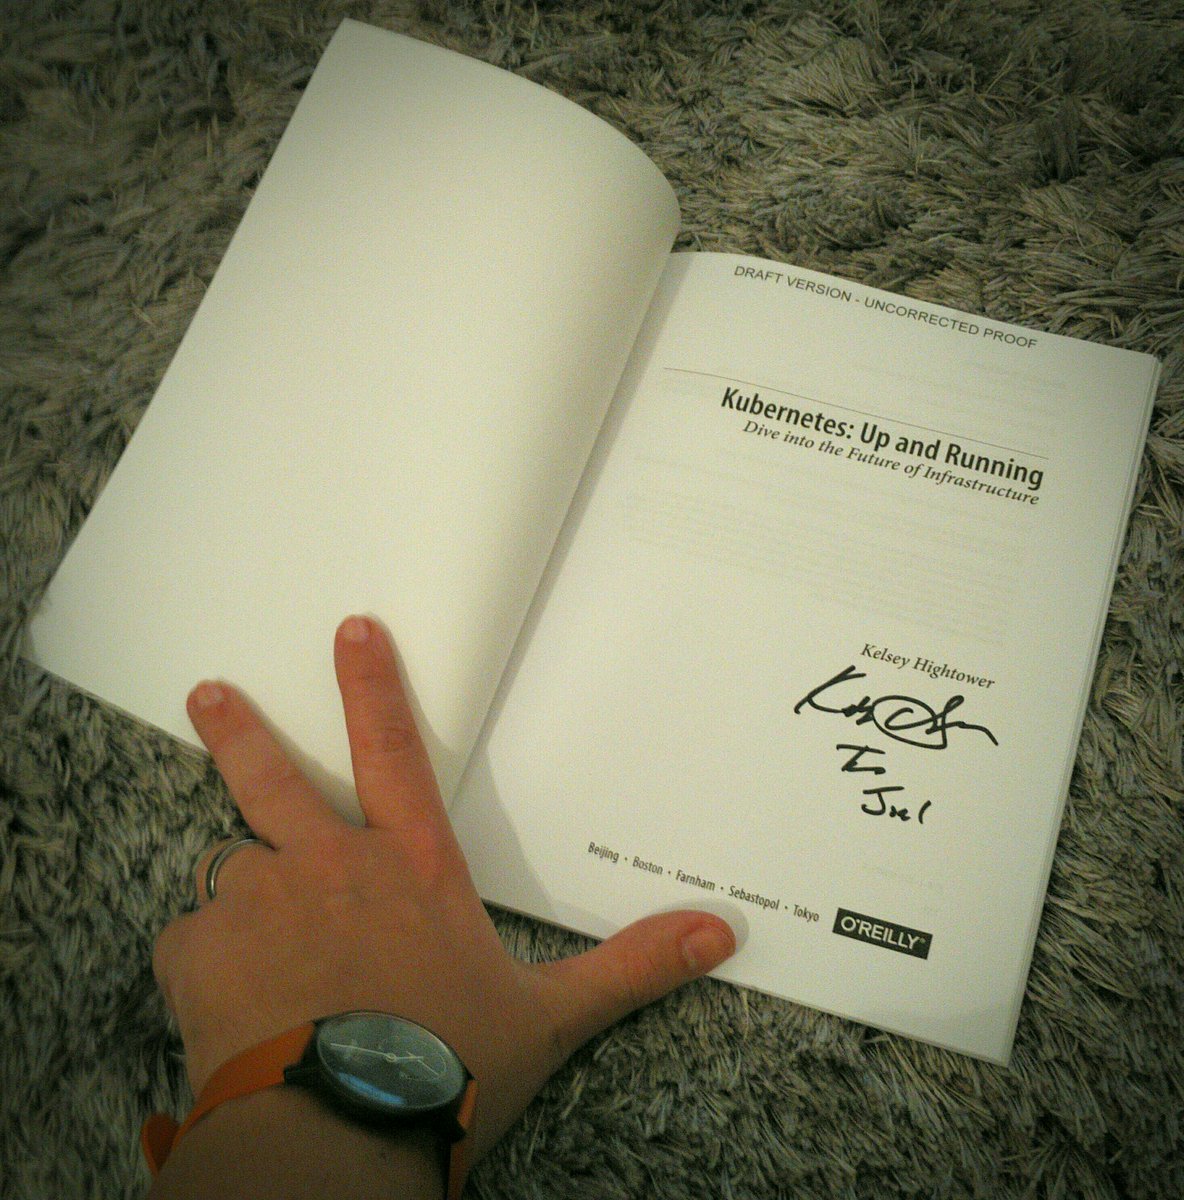 DRAFT VERSION - UNCORRECTED PROOF
Kubernetes: Up and Running
Dive into the Future of Infrastructure
Kelsey Hightower
To
Joel
Beijing • Boston • Farnham • Sebastopol • Tokyo
O'REILLY®